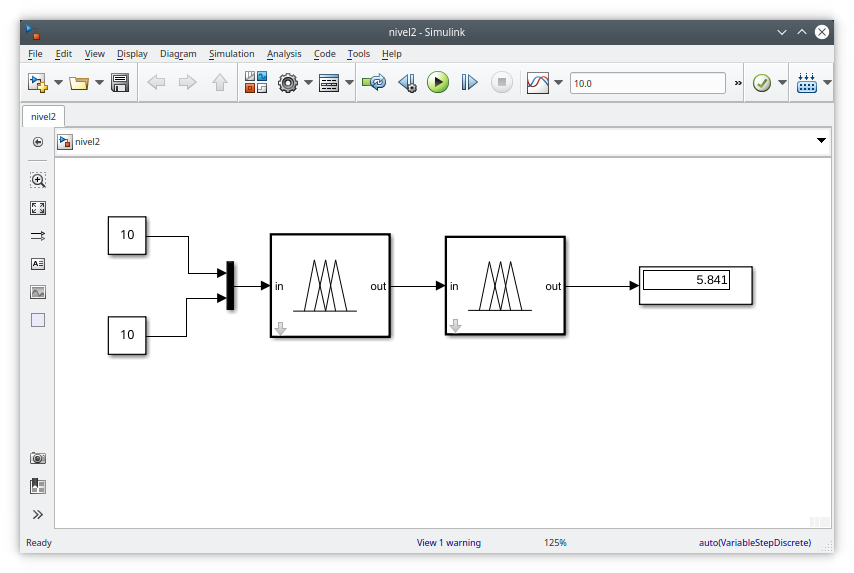 nivel2 - Simulink
File Edit View Display Diagram Simulation Analysis Code Tools Help
10.0
»
nivel2
nivel2
A
10
in
out
in
out
5.841
10
»
Ready
View 1 warning
125%
auto(VariableStepDiscrete)